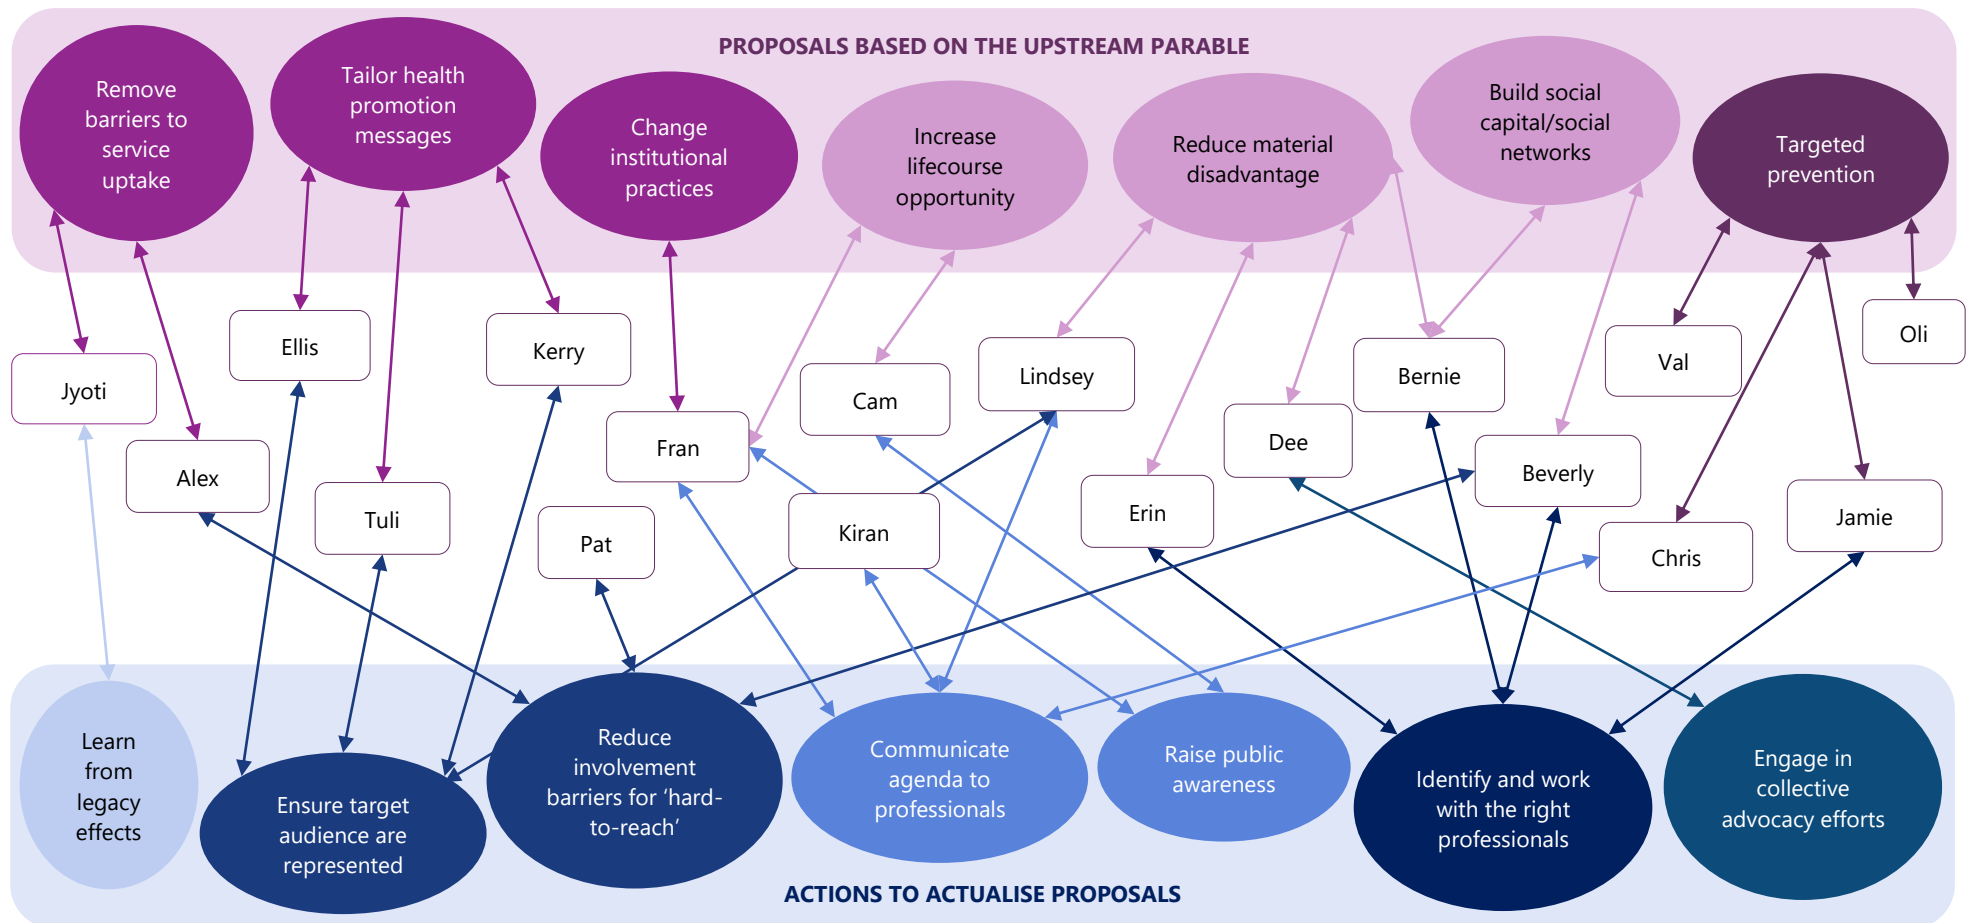 PROPOSALS BASED ON THE UPSTREAM PARABLE
Remove
barriers to
service
uptake
Tailor health
promotion
messages
Change
institutional
practices
Increase
lifecourse
opportunity
Reduce material
disadvantage
Build social
capital/social
networks
Targeted
prevention
Jyoti
Alex
Ellis
Tuli
Kerry
Pat
Fran
Cam
Kiran
Lindsey
Erin
Dee
Bernie
Beverly
Val
Chris
Jamie
Oli
Learn
from
legacy
effects
Ensure target
audience are
represented
Reduce
involvement
barriers for ‘hard-
to-reach’
Communicate
agenda to
professionals
Raise public
awareness
Identify and work
with the right
professionals
Engage in
collective
advocacy efforts
ACTIONS TO ACTUALISE PROPOSALS